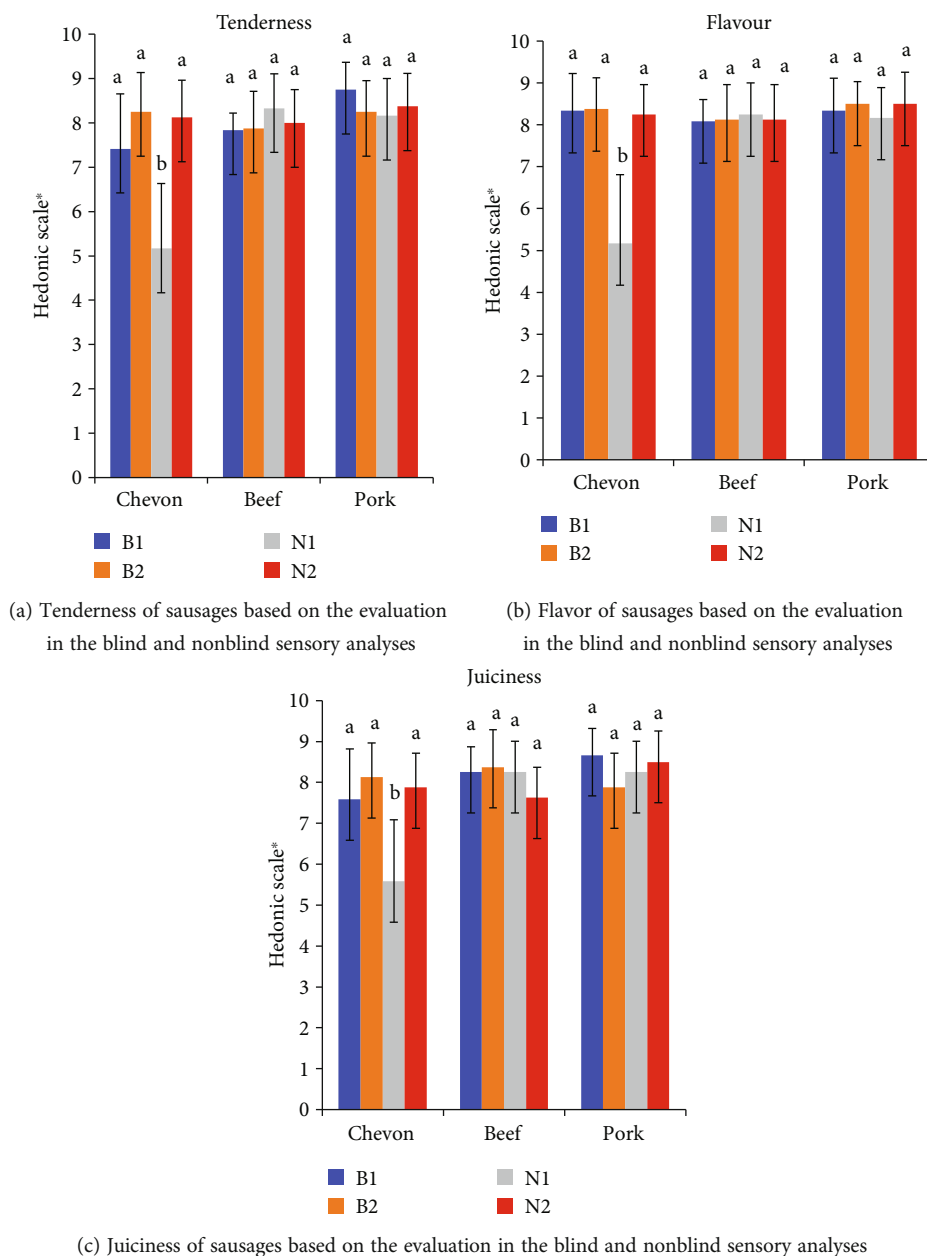 Tenderness
10
9
8
7
6
5
4
3
2
1
0
Hedonic scale*
a a b a a a a a a a a a
Chevon Beef Pork
B1 N1
B2 N2
(a) Tenderness of sausages based on the evaluation
in the blind and nonblind sensory analyses
Flavour
10
9
8
7
6
5
4
3
2
1
0
Hedonic scale*
a a b a a a a a a a a a
Chevon Beef Pork
B1 N1
B2 N2
(b) Flavor of sausages based on the evaluation
in the blind and nonblind sensory analyses
Juiciness
10
9
8
7
6
5
4
3
2
1
0
Hedonic scale*
a a b a a a a a a a a a
Chevon Beef Pork
B1 N1
B2 N2
(c) Juiciness of sausages based on the evaluation in the blind and nonblind sensory analyses